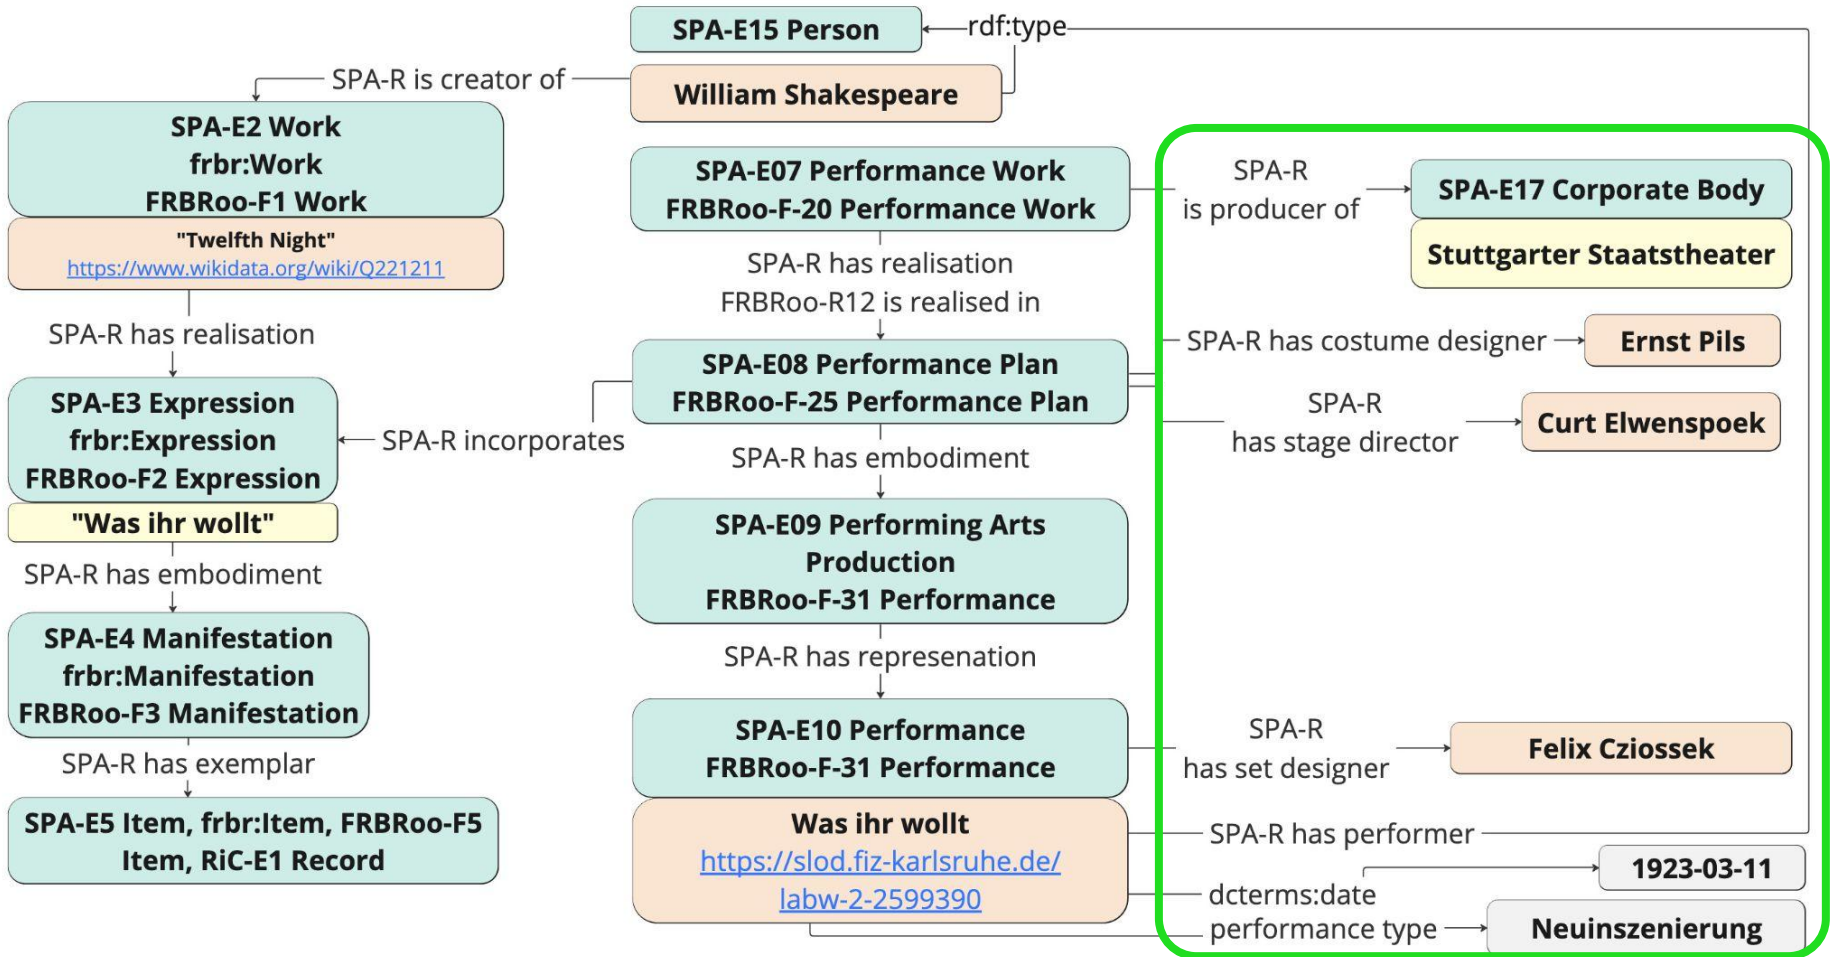 SPA-E15 Person
rdf:type
SPA-R is creator of
William Shakespeare
SPA-E2 Work
frbr:Work
FRBRoo-F1 Work
"Twelfth Night"
https://www.wikidata.org/wiki/Q221211
SPA-R has realisation
SPA-E3 Expression
frbr:Expression
FRBRoo-F2 Expression
"Was ihr wollt"
SPA-R has embodiment
SPA-E4 Manifestation
frbr:Manifestation
FRBRoo-F3 Manifestation
SPA-R has exemplar
SPA-E5 Item, frbr:Item, FRBRoo-F5
Item, RiC-E1 Record
SPA-E07 Performance Work
FRBRoo-F-20 Performance Work
SPA-R has realisation
FRBRoo-R12 is realised in
SPA-E08 Performance Plan
FRBRoo-F-25 Performance Plan
SPA-R incorporates
SPA-R has embodiment
SPA-E09 Performing Arts
Production
FRBRoo-F-31 Performance
SPA-R has represenation
SPA-E10 Performance
FRBRoo-F-31 Performance
Was ihr wollt
https://slod.fiz-karlsruhe.de/
labw-2-2599390
SPA-R
is producer of
SPA-E17 Corporate Body
Stuttgarter Staatstheater
SPA-R has costume designer
Ernst Pils
SPA-R
has stage director
Curt Elwenspoek
SPA-R
has set designer
Felix Cziossek
SPA-R has performer
dcterms:date
1923-03-11
performance type
Neuinszenierung